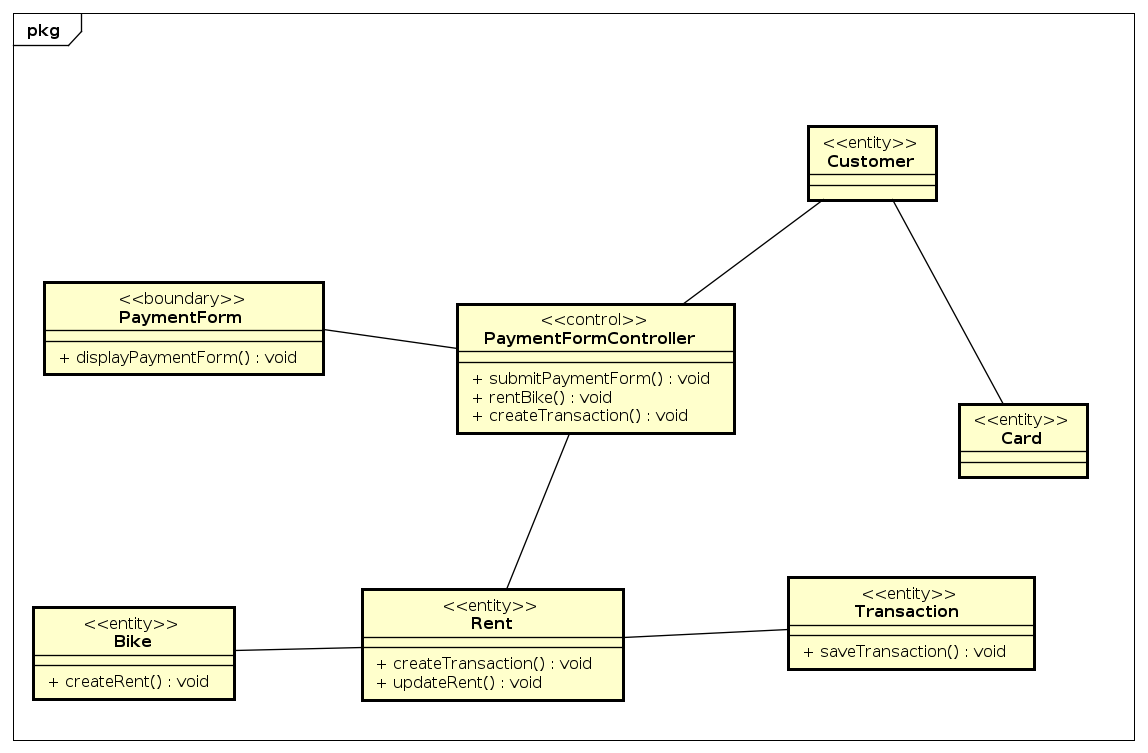 pkg
<<entity>>
Customer
<<boundary>>
PaymentForm
+ displayPaymentForm() : void
<<control>>
PaymentFormController
+ submitPaymentForm() : void
+ rentBike() : void
+ createTransaction() : void
<<entity>>
Card
<<entity>>
Bike
+ createRent() : void
<<entity>>
Rent
+ createTransaction() : void
+ updateRent() : void
<<entity>>
Transaction
+ saveTransaction() : void